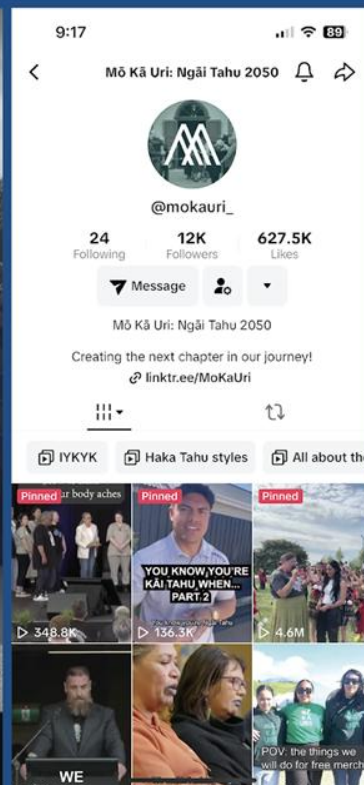 9:17
89
Mō Kā Uri: Ngāi Tahu 2050
@mokauri_
24 12K 627.5K
Following Followers Likes
Message
Mō Kā Uri: Ngāi Tahu 2050
Creating the next chapter in our journey!
linktr.ee/MoKaUri
IYKYK Haka Tahu styles All about the
Pinned ur body aches
Pinned
Pinned
YOU KNOW YOU'RE
KĀI TAHU WHEN...
PART 2
348.8K
136.3K
4.6M
WE
POV: the things we
will do for free merch